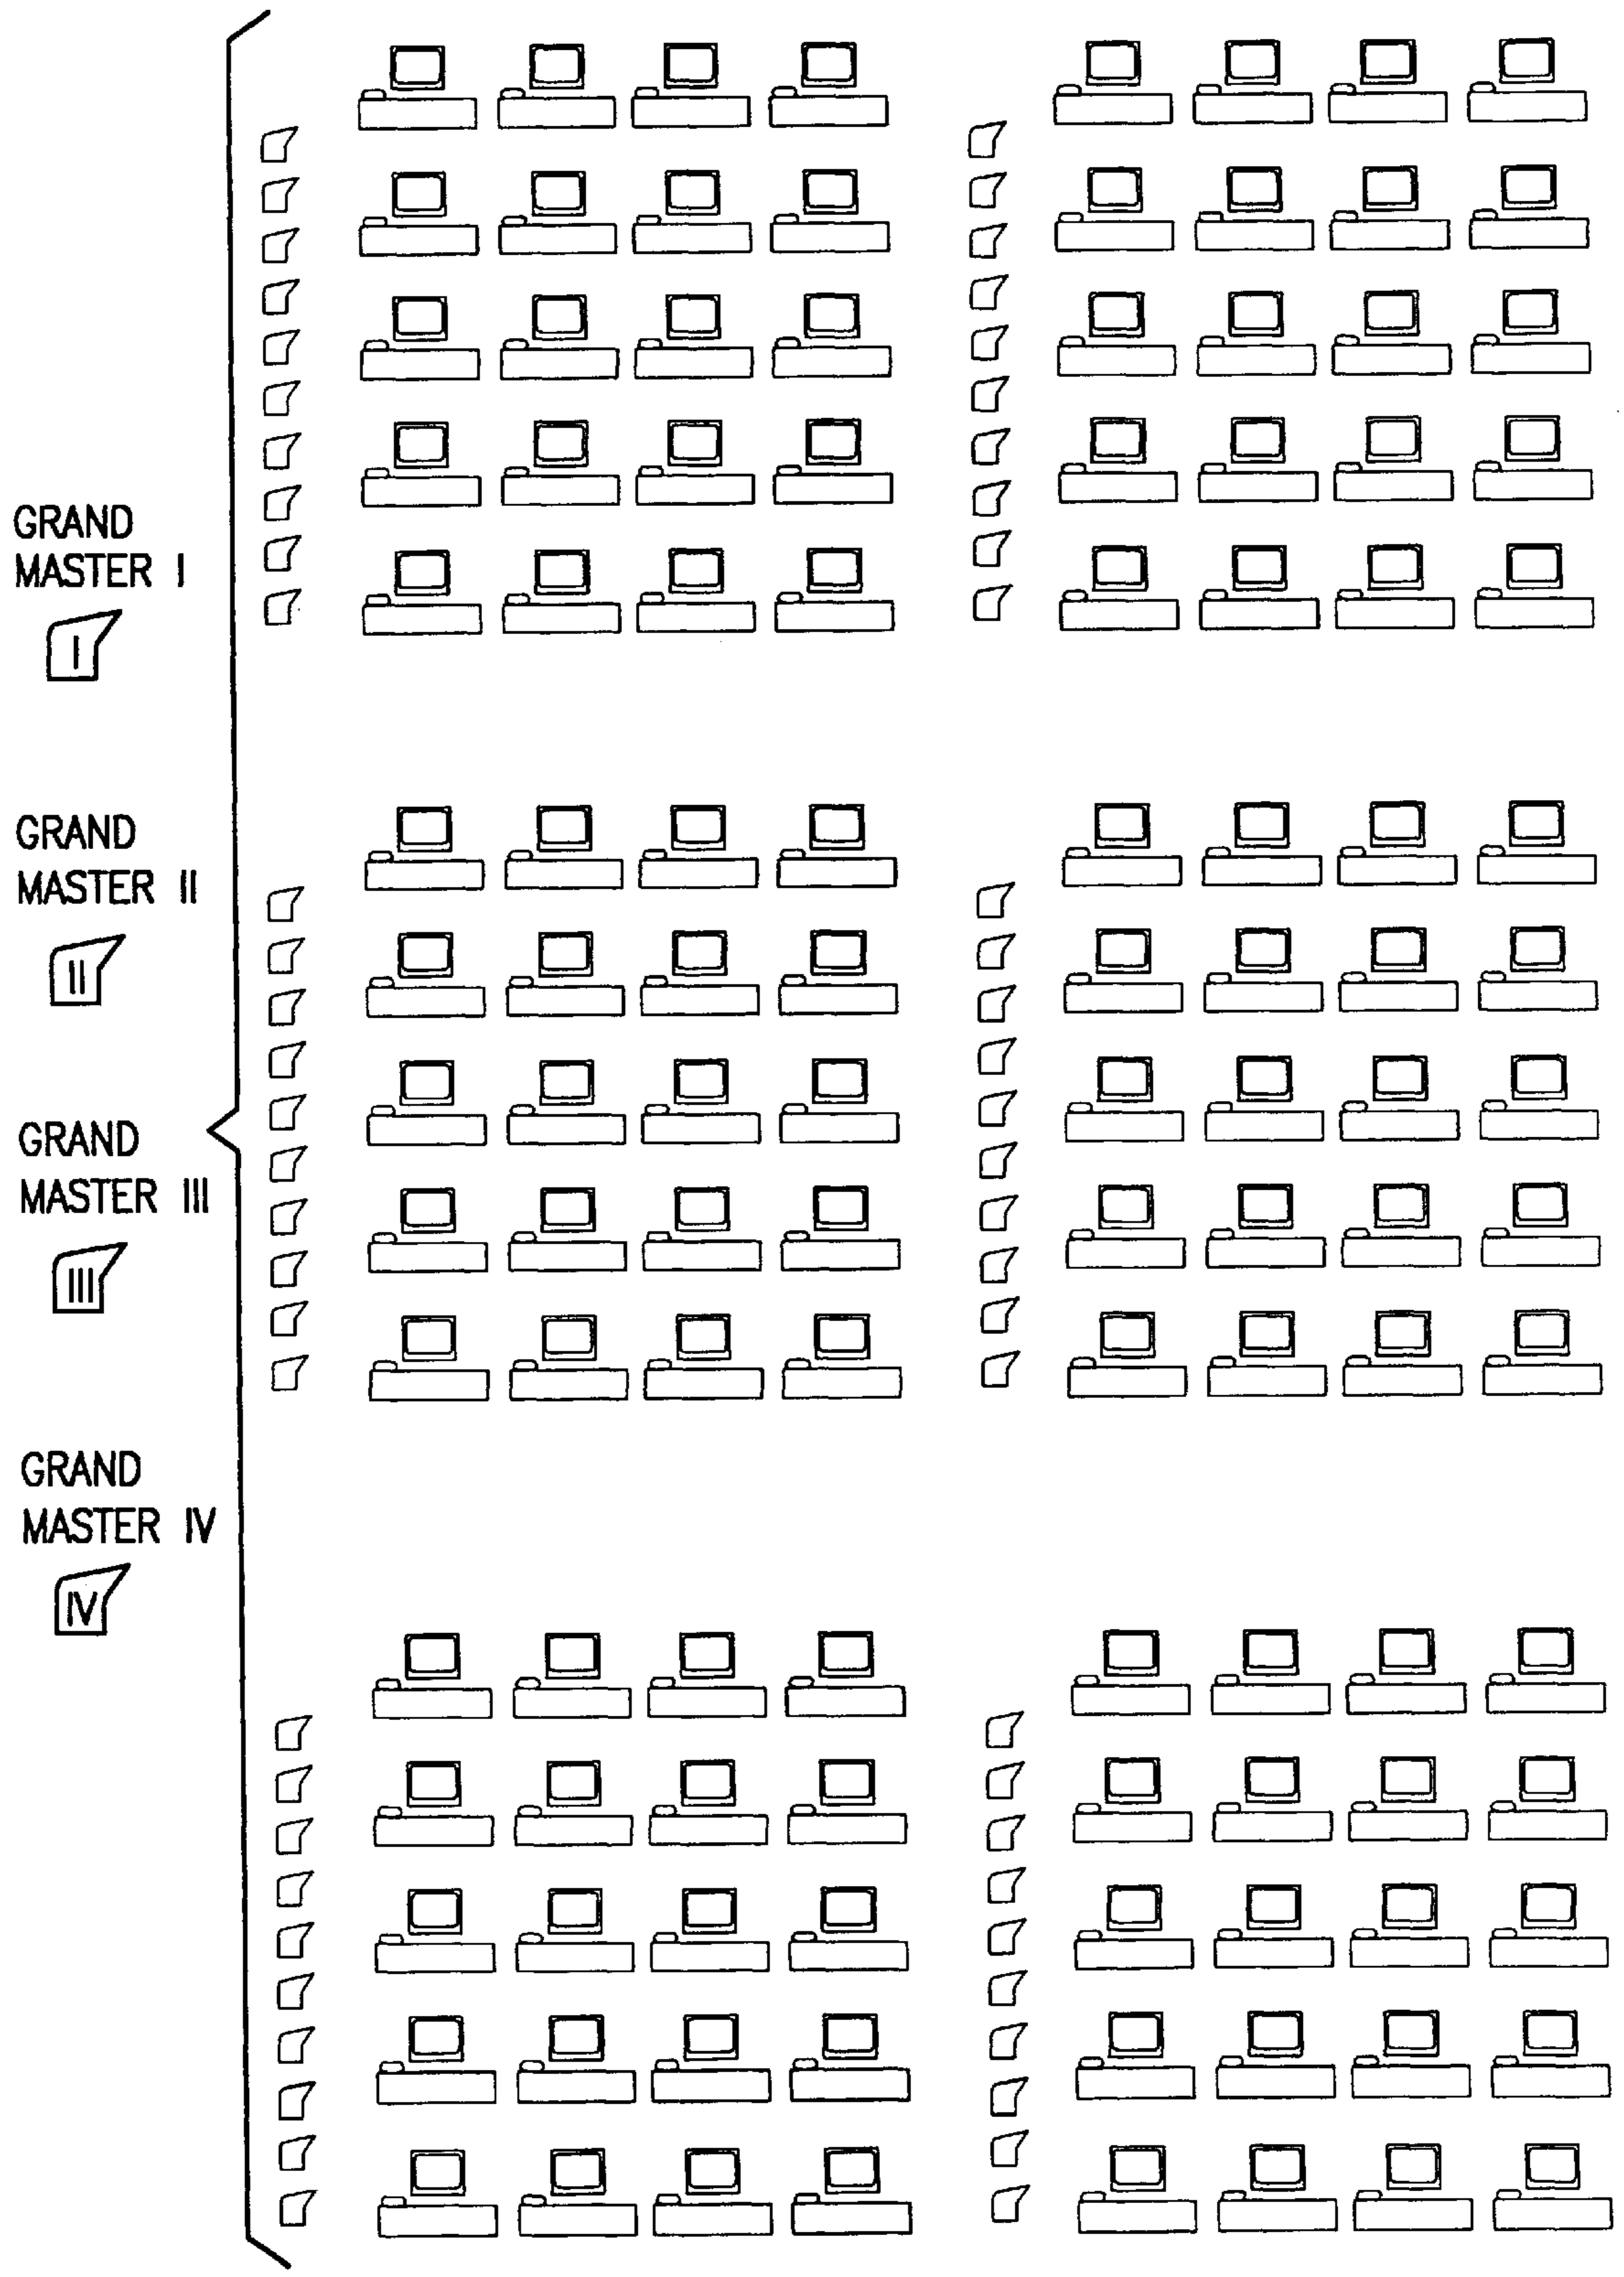 GRAND
MASTER I
I
GRAND
MASTER II
II
GRAND
MASTER III
III
GRAND
MASTER IV
IV